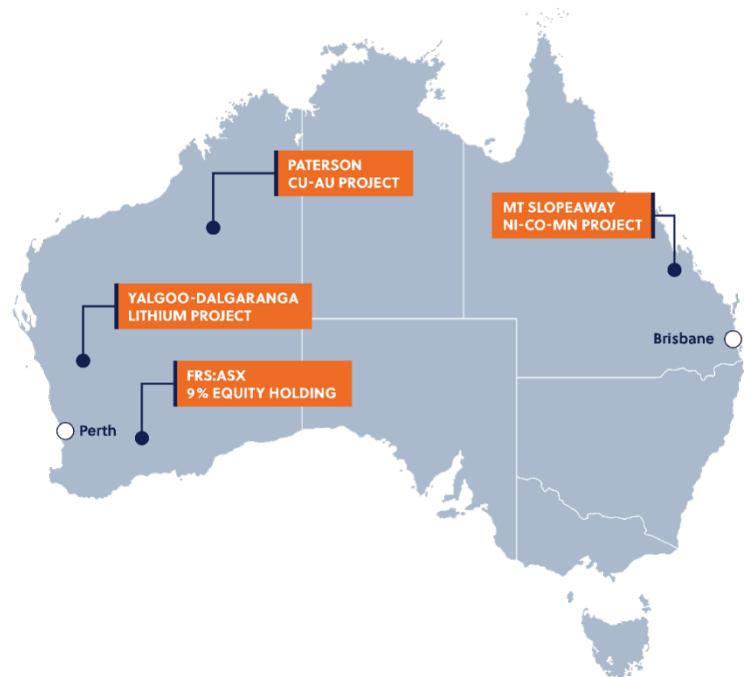 PATERSON
CU-AU PROJECT
MT SLOPEAWAY
NI-CO-MN PROJECT
YALGOO-DALGARANGA
LITHIUM PROJECT
Brisbane
FRS:ASX
9% EQUITY HOLDING
Perth